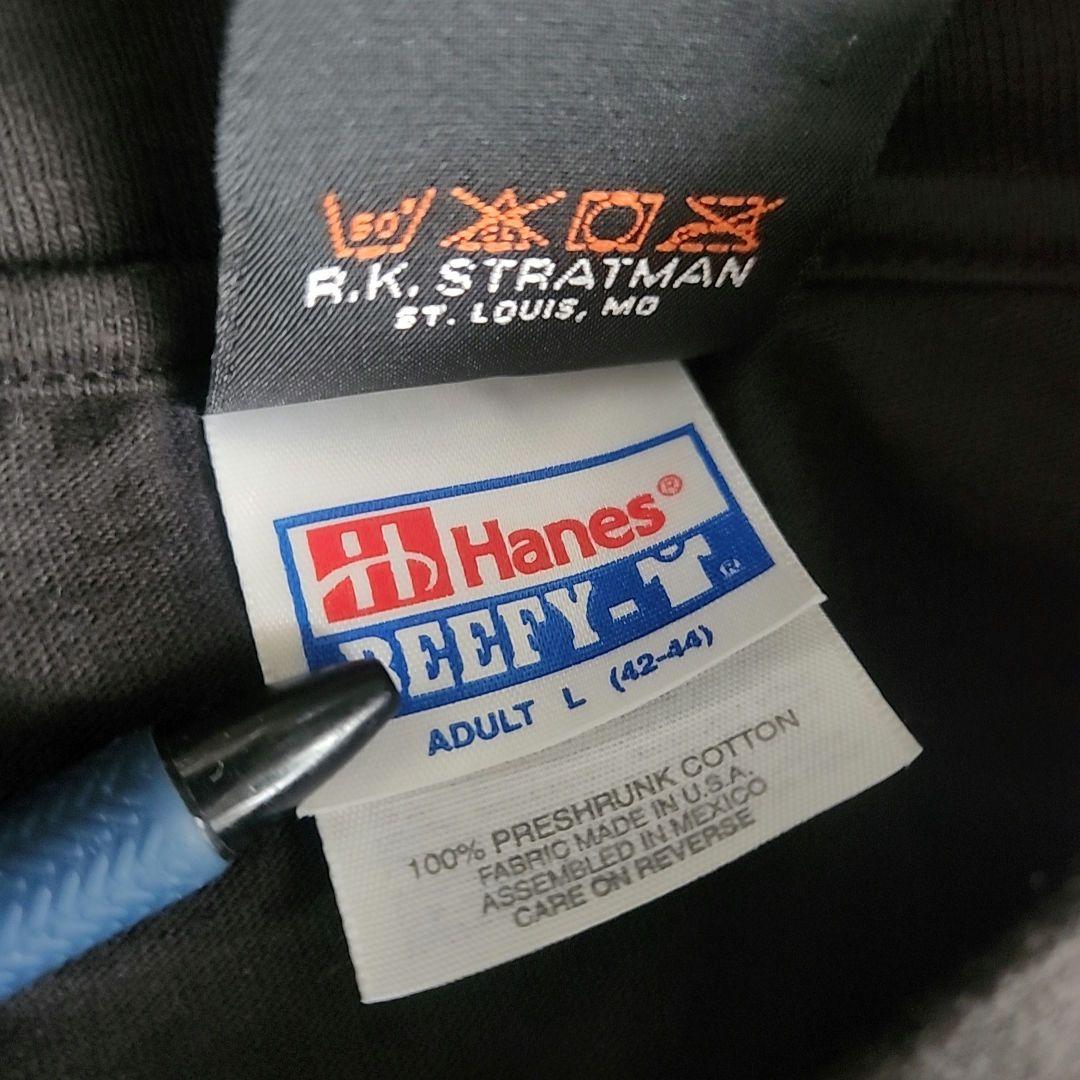 60°
R.K. STRATMAN
ST. LOUIS, MO
Hanes®
BEEFY-T®
ADULT L (42-44)
100% PRESHRUNK COTTON
FABRIC MADE IN U.S.A.
ASSEMBLED IN MEXICO
CARE ON REVERSE